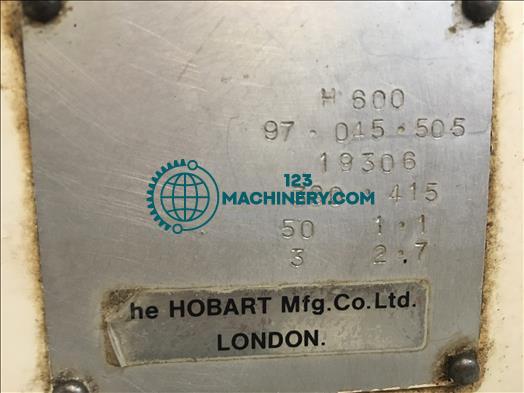 H 600
97 · 045 · 505
19306
123
MACHINERY.COM
415
50 1·1
3 2·7
he HOBART Mfg.Co.Ltd.
LONDON.